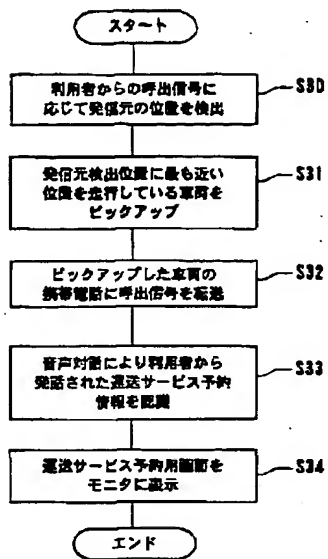 スタート
利用者からの呼出信号に
応じて発信元の位置を検出
S30
発信元検出位置に最も近い
位置を走行している車両を
ピックアップ
S31
ピックアップした車両の
携帯電話に呼出信号を転送
S32
音声対話により利用者から
発話された運送サービス予約
情報を認識
S33
運送サービス予約用画面を
モニタに表示
S34
エンド